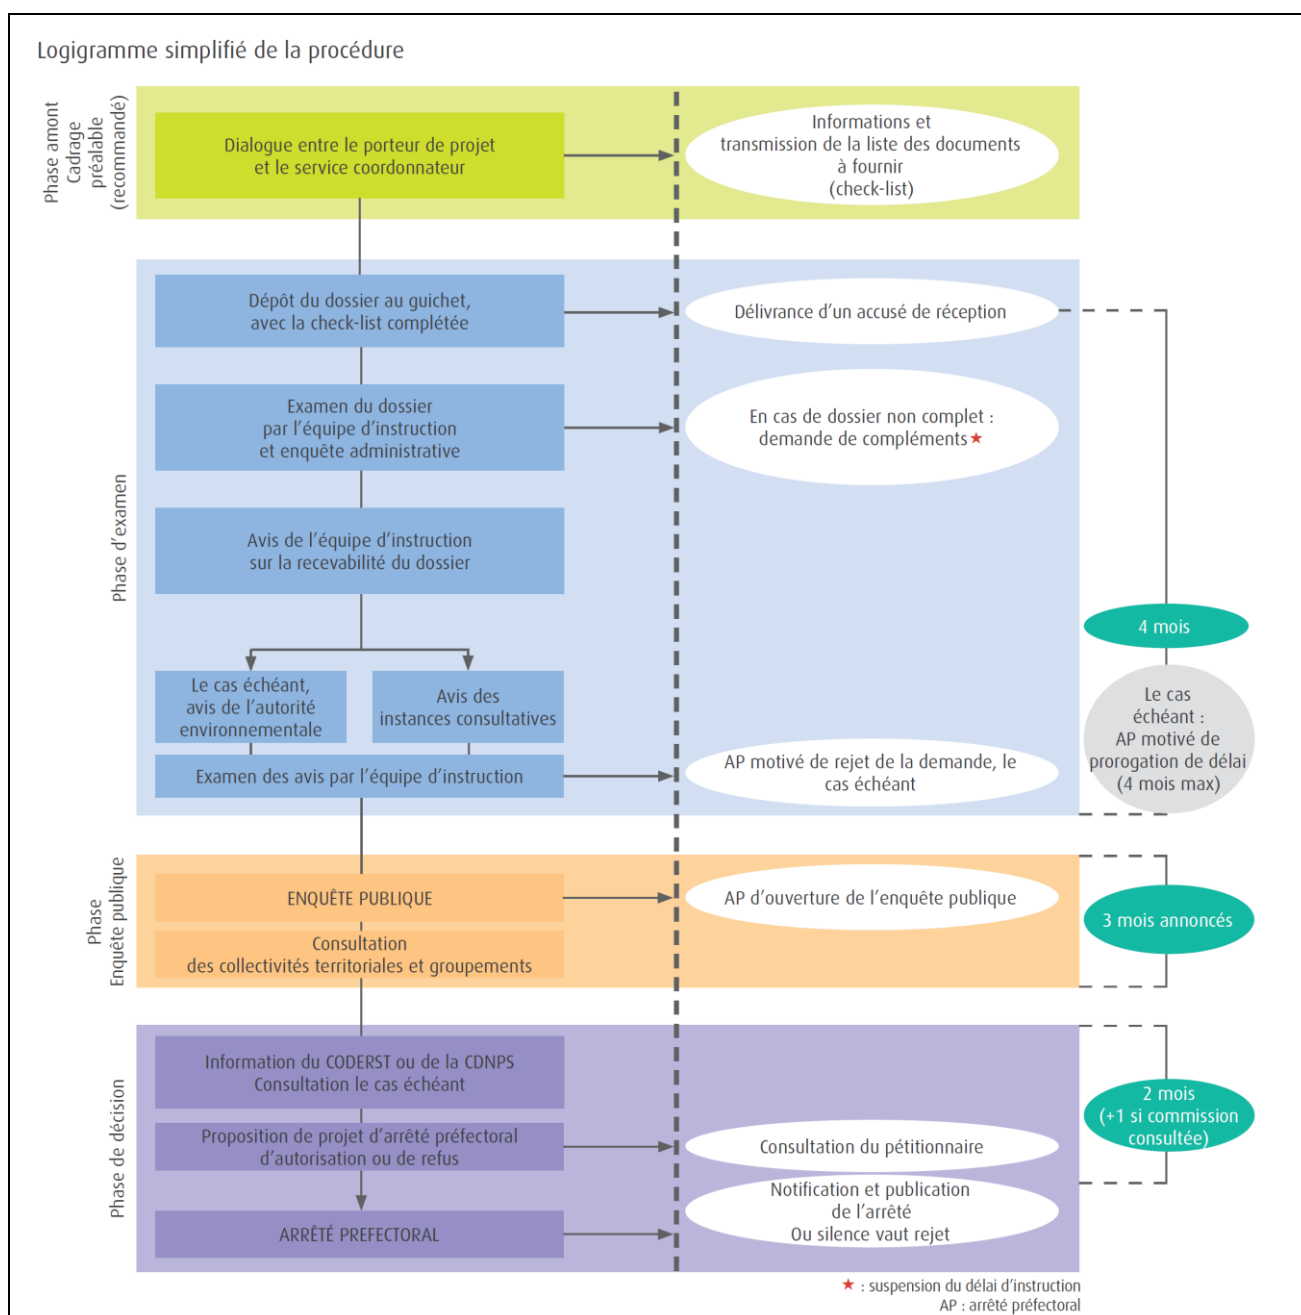 Logigramme simplifié de la procédure
Phase amont
Cadrage
préalable
(recommandé)
Dialogue entre le porteur de projet
et le service coordonnateur
Informations et
transmission de la liste des documents
à fournir
(check-list)
Phase d'examen
Dépôt du dossier au guichet,
avec la check-list complétée
Délivrance d'un accusé de réception
Examen du dossier
par l'équipe d'instruction
et enquête administrative
En cas de dossier non complet :
demande de compléments★
Avis de l'équipe d'instruction
sur la recevabilité du dossier
4 mois
Le cas échéant,
avis de l'autorité
environnementale
Avis des
instances consultatives
Le cas
échéant :
AP motivé de
prorogation de délai
(4 mois max)
Examen des avis par l'équipe d'instruction
AP motivé de rejet de la demande, le
cas échéant
Phase
Enquête publique
ENQUÊTE PUBLIQUE
AP d'ouverture de l'enquête publique
3 mois annoncés
Consultation
des collectivités territoriales et groupements
Phase de décision
Information du CODERST ou de la CDNPS
Consultation le cas échéant
2 mois
(+1 si commission
consultée)
Proposition de projet d'arrêté préfectoral
d'autorisation ou de refus
Consultation du pétitionnaire
ARRÊTÉ PREFECTORAL
Notification et publication
de l'arrêté
Ou silence vaut rejet
★ : suspension du délai d'instruction
AP : arrêté préfectoral